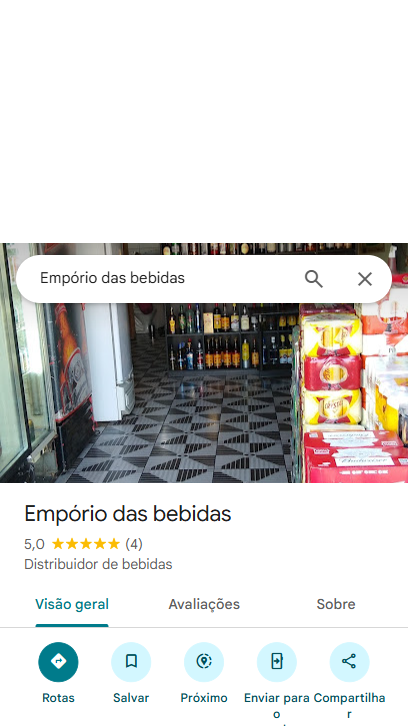 Empório das bebidas
Empório das bebidas
5,0 (4)
Distribuidor de bebidas
Visão geral
Avaliações
Sobre
Rotas
Salvar
Próximo
Enviar para
o
Compartilha
r